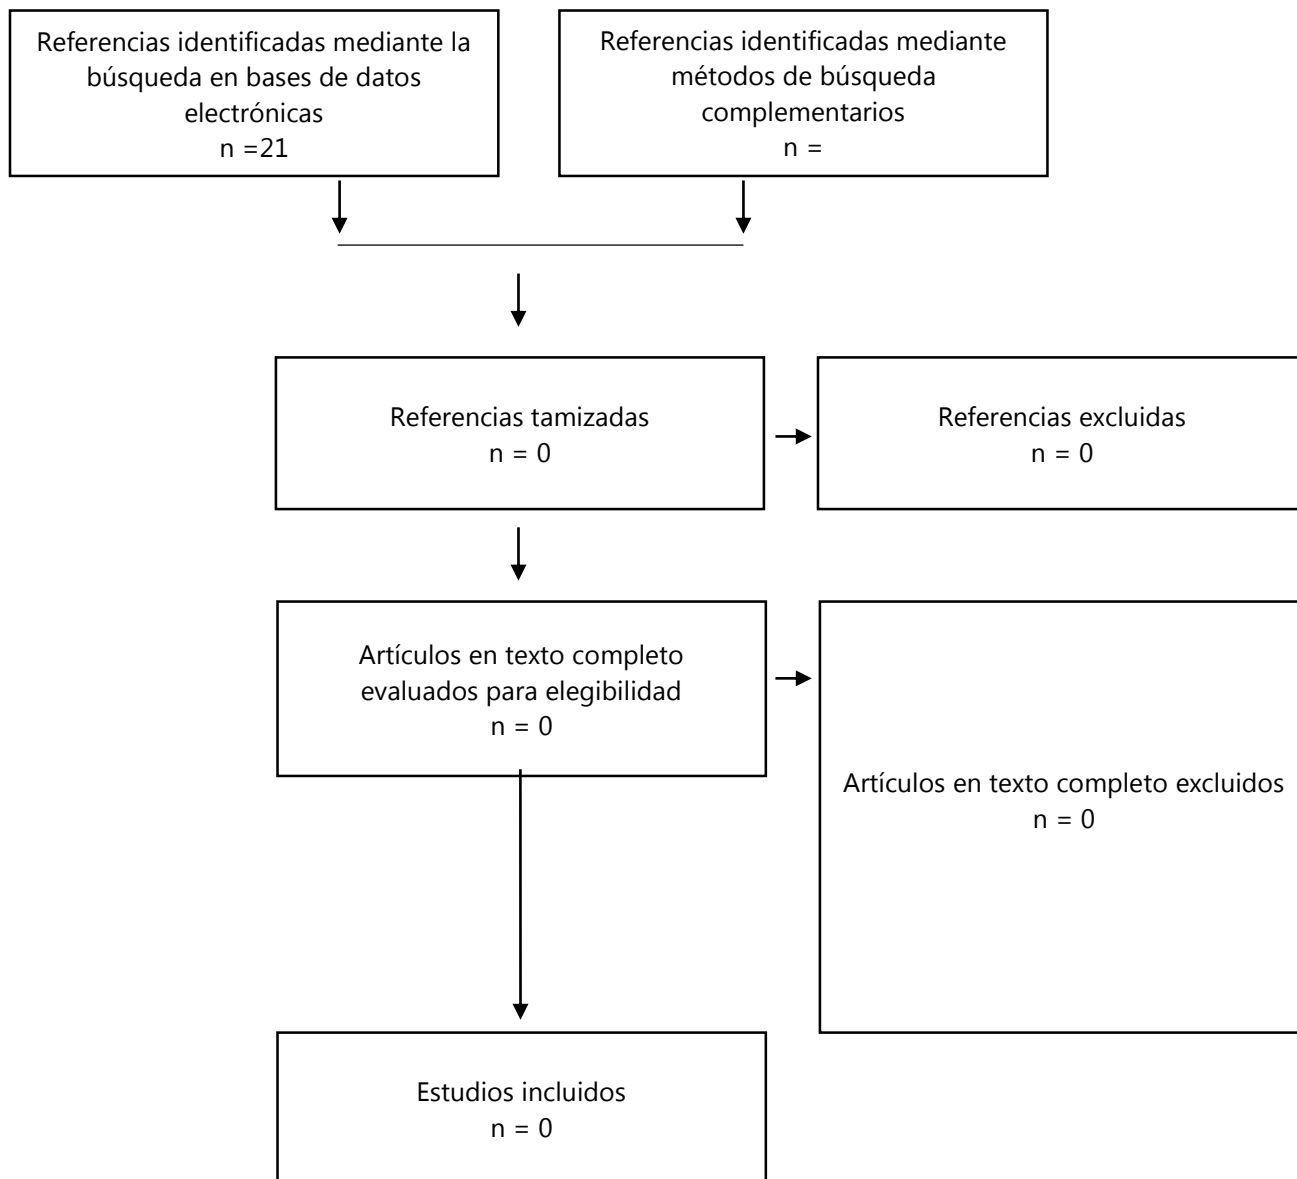 Referencias identificadas mediante la
búsqueda en bases de datos
electrónicas
n =21
Referencias identificadas mediante
métodos de búsqueda
complementarios
n =
Referencias tamizadas
n = 0
Referencias excluidas
n = 0
Artículos en texto completo
evaluados para elegibilidad
n = 0
Artículos en texto completo excluidos
n = 0
Estudios incluidos
n = 0